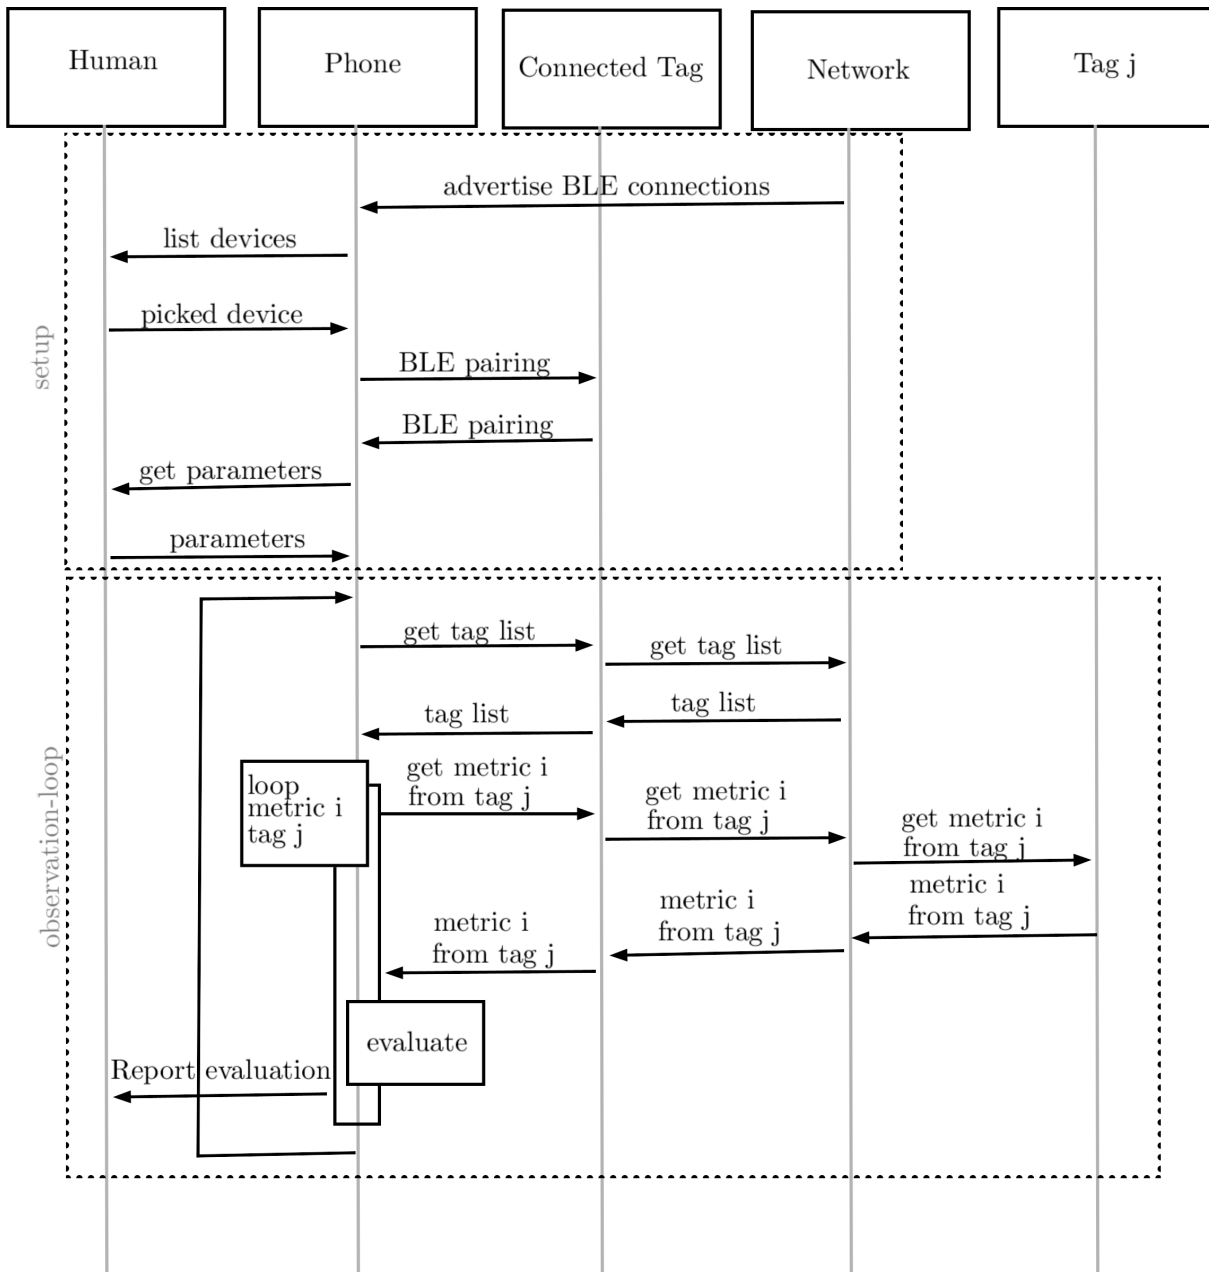 Human
Phone
Connected Tag
Network
Tag j
advertise BLE connections
list devices
picked device
setup
BLE pairing
BLE pairing
get parameters
parameters
get tag list
get tag list
tag list
tag list
observation-loop
loop
metric i
tag j
get metric i
from tag j
get metric i
from tag j
get metric i
from tag j
metric i
from tag j
metric i
from tag j
metric i
from tag j
evaluate
Report evaluation